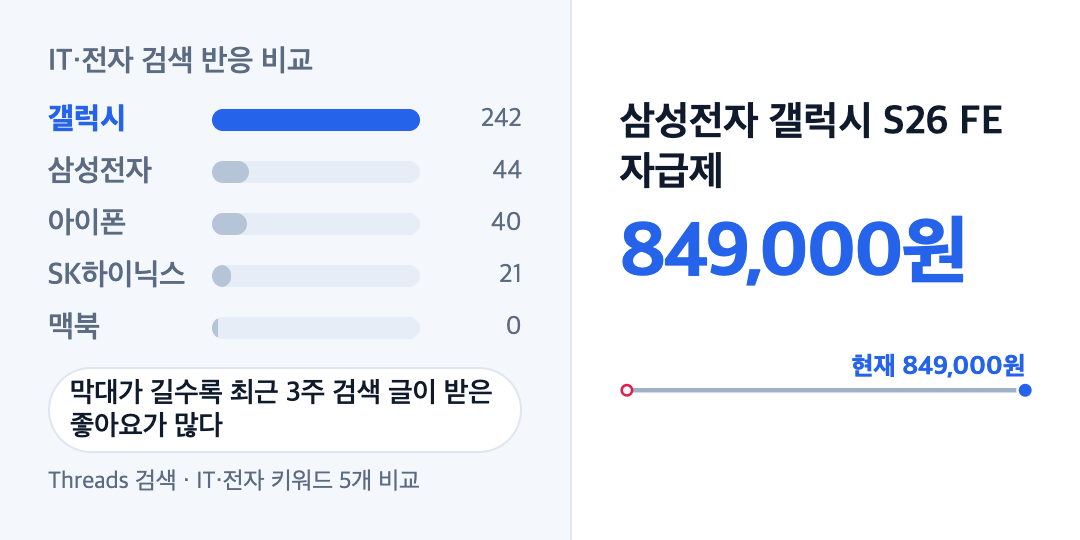 IT·전자 검색 반응 비교
갤럭시 242
삼성전자 44
아이폰 40
SK하이닉스 21
맥북 0
막대가 길수록 최근 3주 검색 글이 받은
좋아요가 많다
Threads 검색 · IT·전자 키워드 5개 비교
삼성전자 갤럭시 S26 FE
자급제
849,000원
현재 849,000원